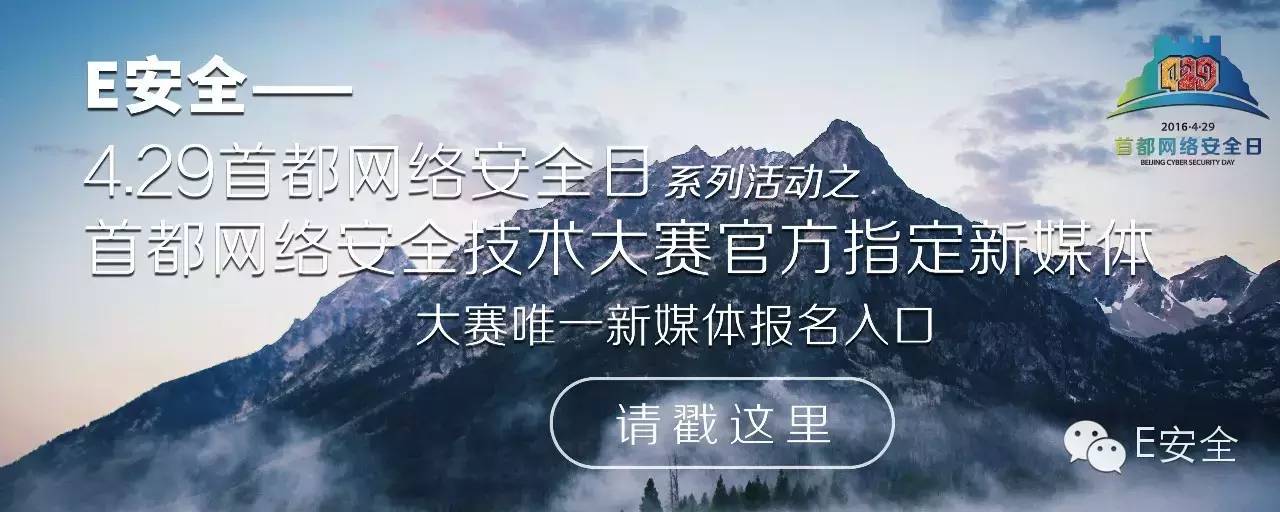 E安全——
4.29首都网络安全日 系列活动之
首都网络安全技术大赛官方指定新媒体
大赛唯一新媒体报名入口
请戳这里
429
2016·4·29
首都网络安全日
BEIJING CYBER SECURITY DAY
E安全